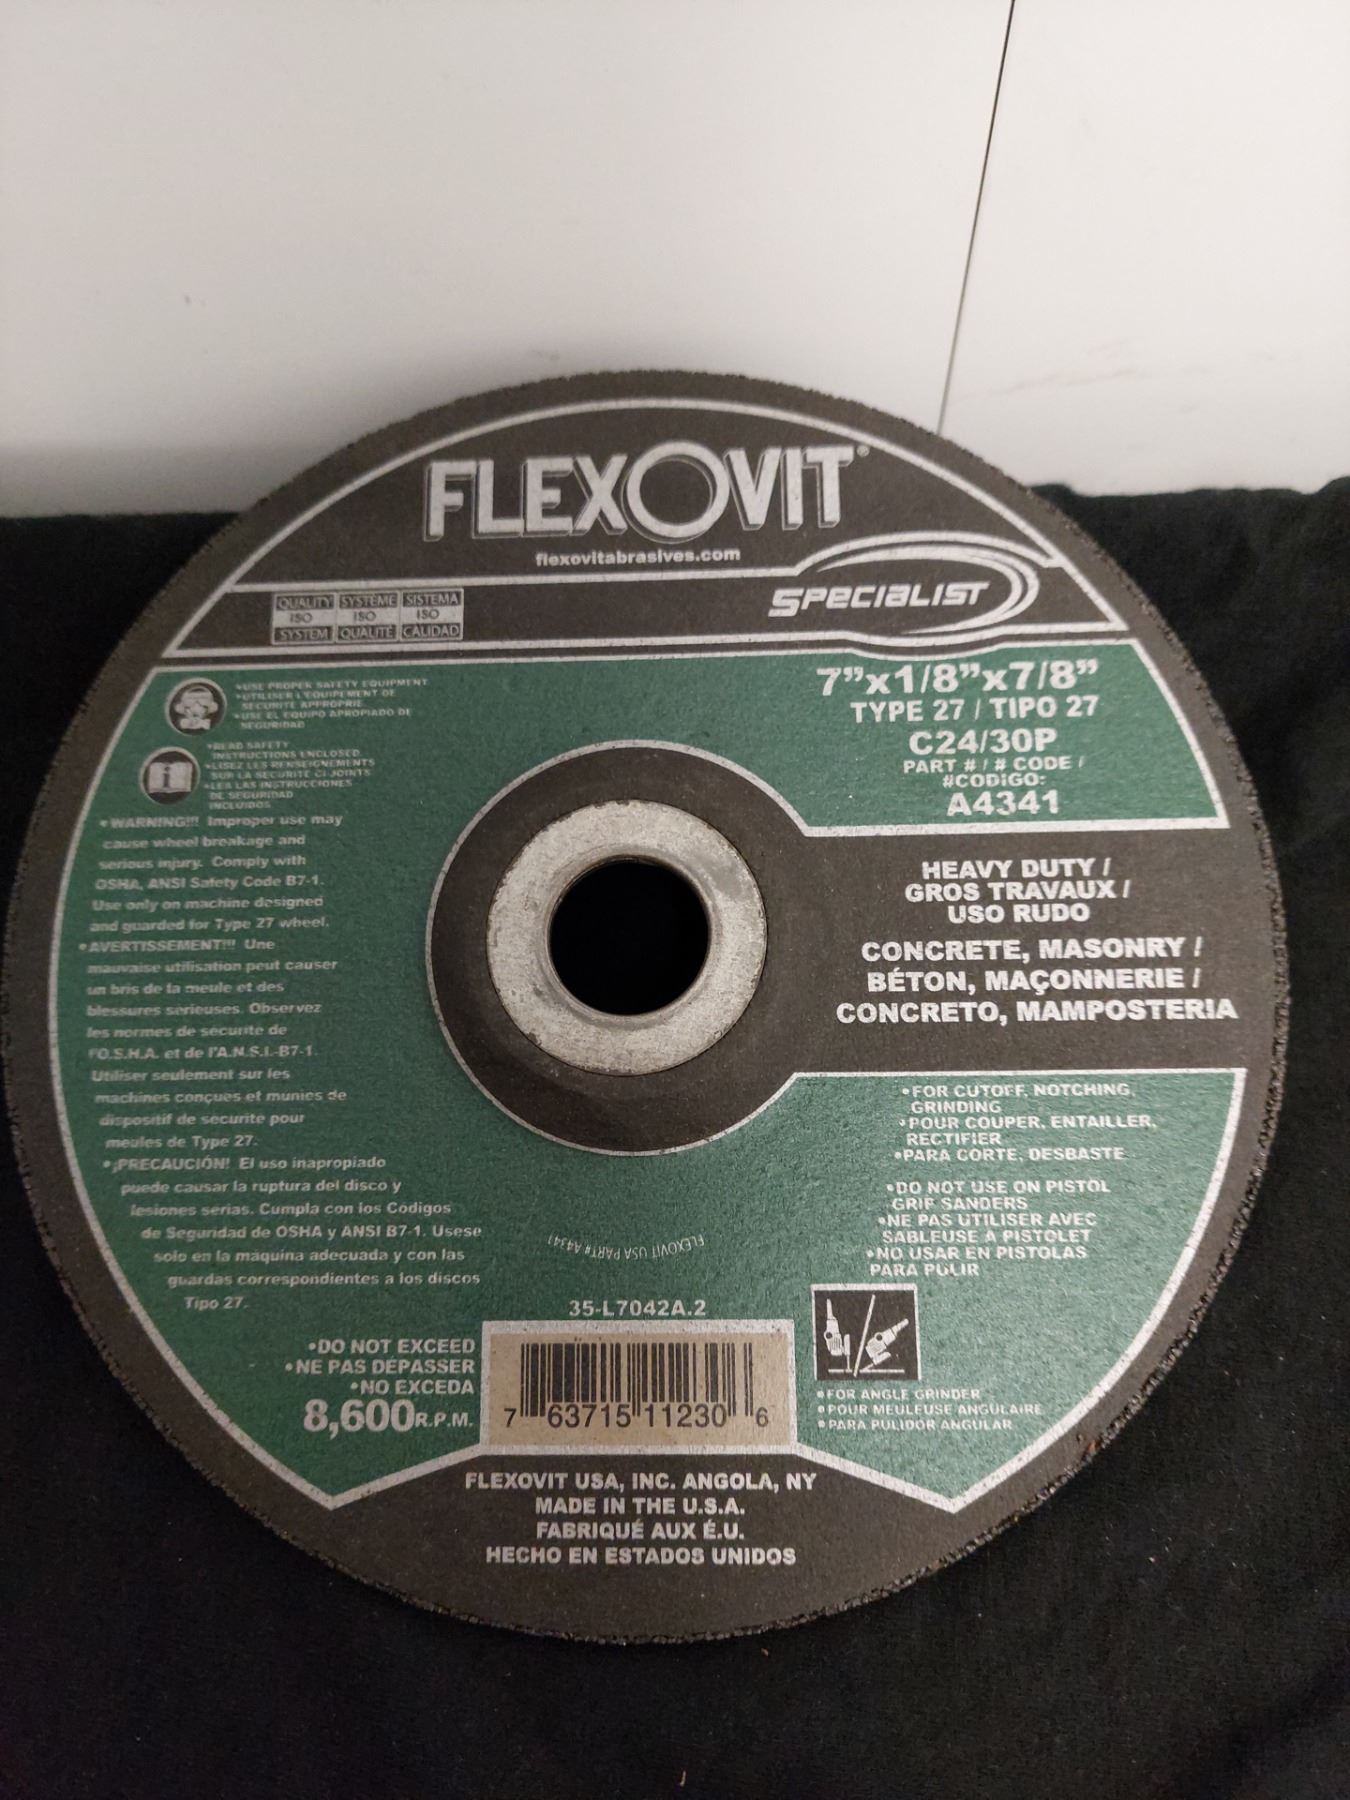 FLEXOVIT®
flexovitabrasives.com
SPECIALIST
QUALITY SYSTÈME SISTEMA
ISO ISO ISO
SYSTEM QUALITÉ CALIDAD
7”x1/8”x7/8”
TYPE 27 / TIPO 27
C24/30P
PART # / # CODE /
#CODIGO:
A4341
•USE PROPER SAFETY EQUIPMENT
•UTILISER L'EQUIPEMENT DE
SECURITE APPROPRIE
•USE EL EQUIPO APROPIADO DE
SEGURIDAD
•READ SAFETY
INSTRUCTIONS ENCLOSED.
•LISEZ LES RENSEIGNEMENTS
SUR LA SECURITE CI JOINTS
•LEA LAS INSTRUCCIONES
DE SEGURIDAD
INCLUIDOS
•WARNING!!! Improper use may
cause wheel breakage and
serious injury. Comply with
OSHA, ANSI Safety Code B7-1.
Use only on machine designed
and guarded for Type 27 wheel.
•AVERTISSEMENT!!! Une
mauvaise utilisation peut causer
un bris de la meule et des
blessures serieuses. Observez
les normes de securite de
l'O.S.H.A. et de l'A.N.S.I.-B7-1.
Utiliser seulement sur les
machines conçues et munies de
dispositif de securite pour
meules de Type 27.
•¡PRECAUCIÓN! El uso inapropiado
puede causar la ruptura del disco y
lesiones serias. Cumpla con los Códigos
de Seguridad de OSHA y ANSI B7-1. Usese
solo en la maquina adecuada y con las
guardas correspondientes a los discos
Tipo 27.
HEAVY DUTY /
GROS TRAVAUX /
USO RUDO
CONCRETE, MASONRY /
BÉTON, MAÇONNERIE /
CONCRETO, MAMPOSTERIA
•FOR CUTOFF, NOTCHING,
GRINDING
•POUR COUPER, ENTAILLER,
RECTIFIER
•PARA CORTE, DESBASTE
•DO NOT USE ON PISTOL
GRIP SANDERS
•NE PAS UTILISER AVEC
SABLEUSE A PISTOLET
•NO USAR EN PISTOLAS
PARA PULIR
FLEXOVIT USA PART# A4341
35-L7042A.2
•DO NOT EXCEED
•NE PAS DÉPASSER
•NO EXCEDA
8,600R.P.M.
7 63715 11230 6
•FOR ANGLE GRINDER
•POUR MEULEUSE ANGULAIRE
•PARA PULIDOR ANGULAR
FLEXOVIT USA, INC. ANGOLA, NY
MADE IN THE U.S.A.
FABRIQUÉ AUX É.U.
HECHO EN ESTADOS UNIDOS